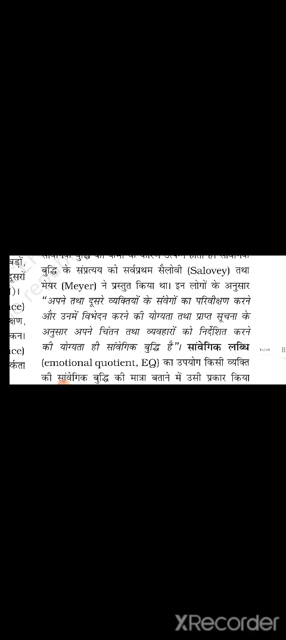 बुद्धि के संप्रत्यय को सर्वप्रथम सैलोवी (Salovey) तथा
मेयर (Meyer) ने प्रस्तुत किया था। इन लोगों के अनुसार
“अपने तथा दूसरे व्यक्तियों के संवेगों का परिवीक्षण करने
और उनमें विभेदन करने की योग्यता तथा प्राप्त सूचना के
अनुसार अपने चिंतन तथा व्यवहारों को निर्देशित करने
की योग्यता ही सांवेगिक बुद्धि है”। सांवेगिक लब्धि
(emotional quotient, EQ) का उपयोग किसी व्यक्ति
की सांवेगिक बुद्धि की मात्रा बताने में उसी प्रकार किया
XRecorder